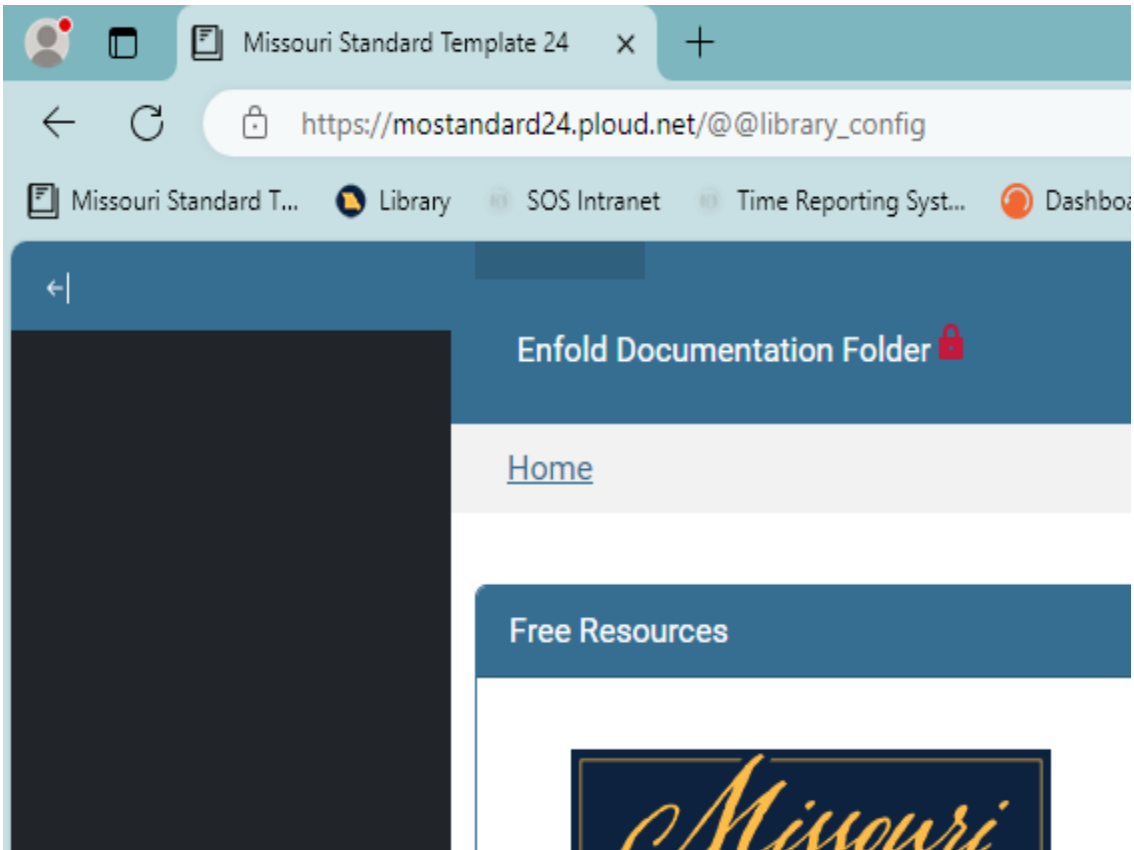 Missouri Standard Template 24
https://mostandard24.ploud.net/@@library_config
Missouri Standard T... Library SOS Intranet Time Reporting Syst... Dashboa
Enfold Documentation Folder
Home
Free Resources
Missouri